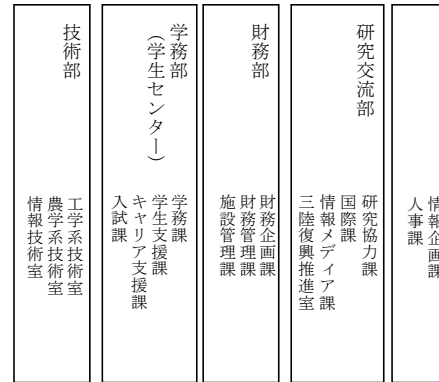 情報企画課
人事課
研究交流部
研究協力課
国際課
情報メディア課
三陸復興推進室
財務部
財務企画課
財務管理課
施設管理課
学務部
（学生センター）
学務課
学生支援課
キャリア支援課
入試課
技術部
工学系技術室
農学系技術室
情報技術室